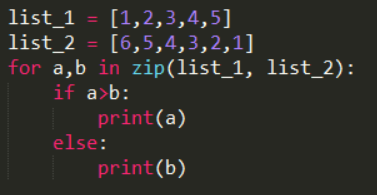 list_1 = [1,2,3,4,5]
list_2 = [6,5,4,3,2,1]
for a,b in zip(list_1, list_2):
    if a>b:
        print(a)
    else:
        print(b)